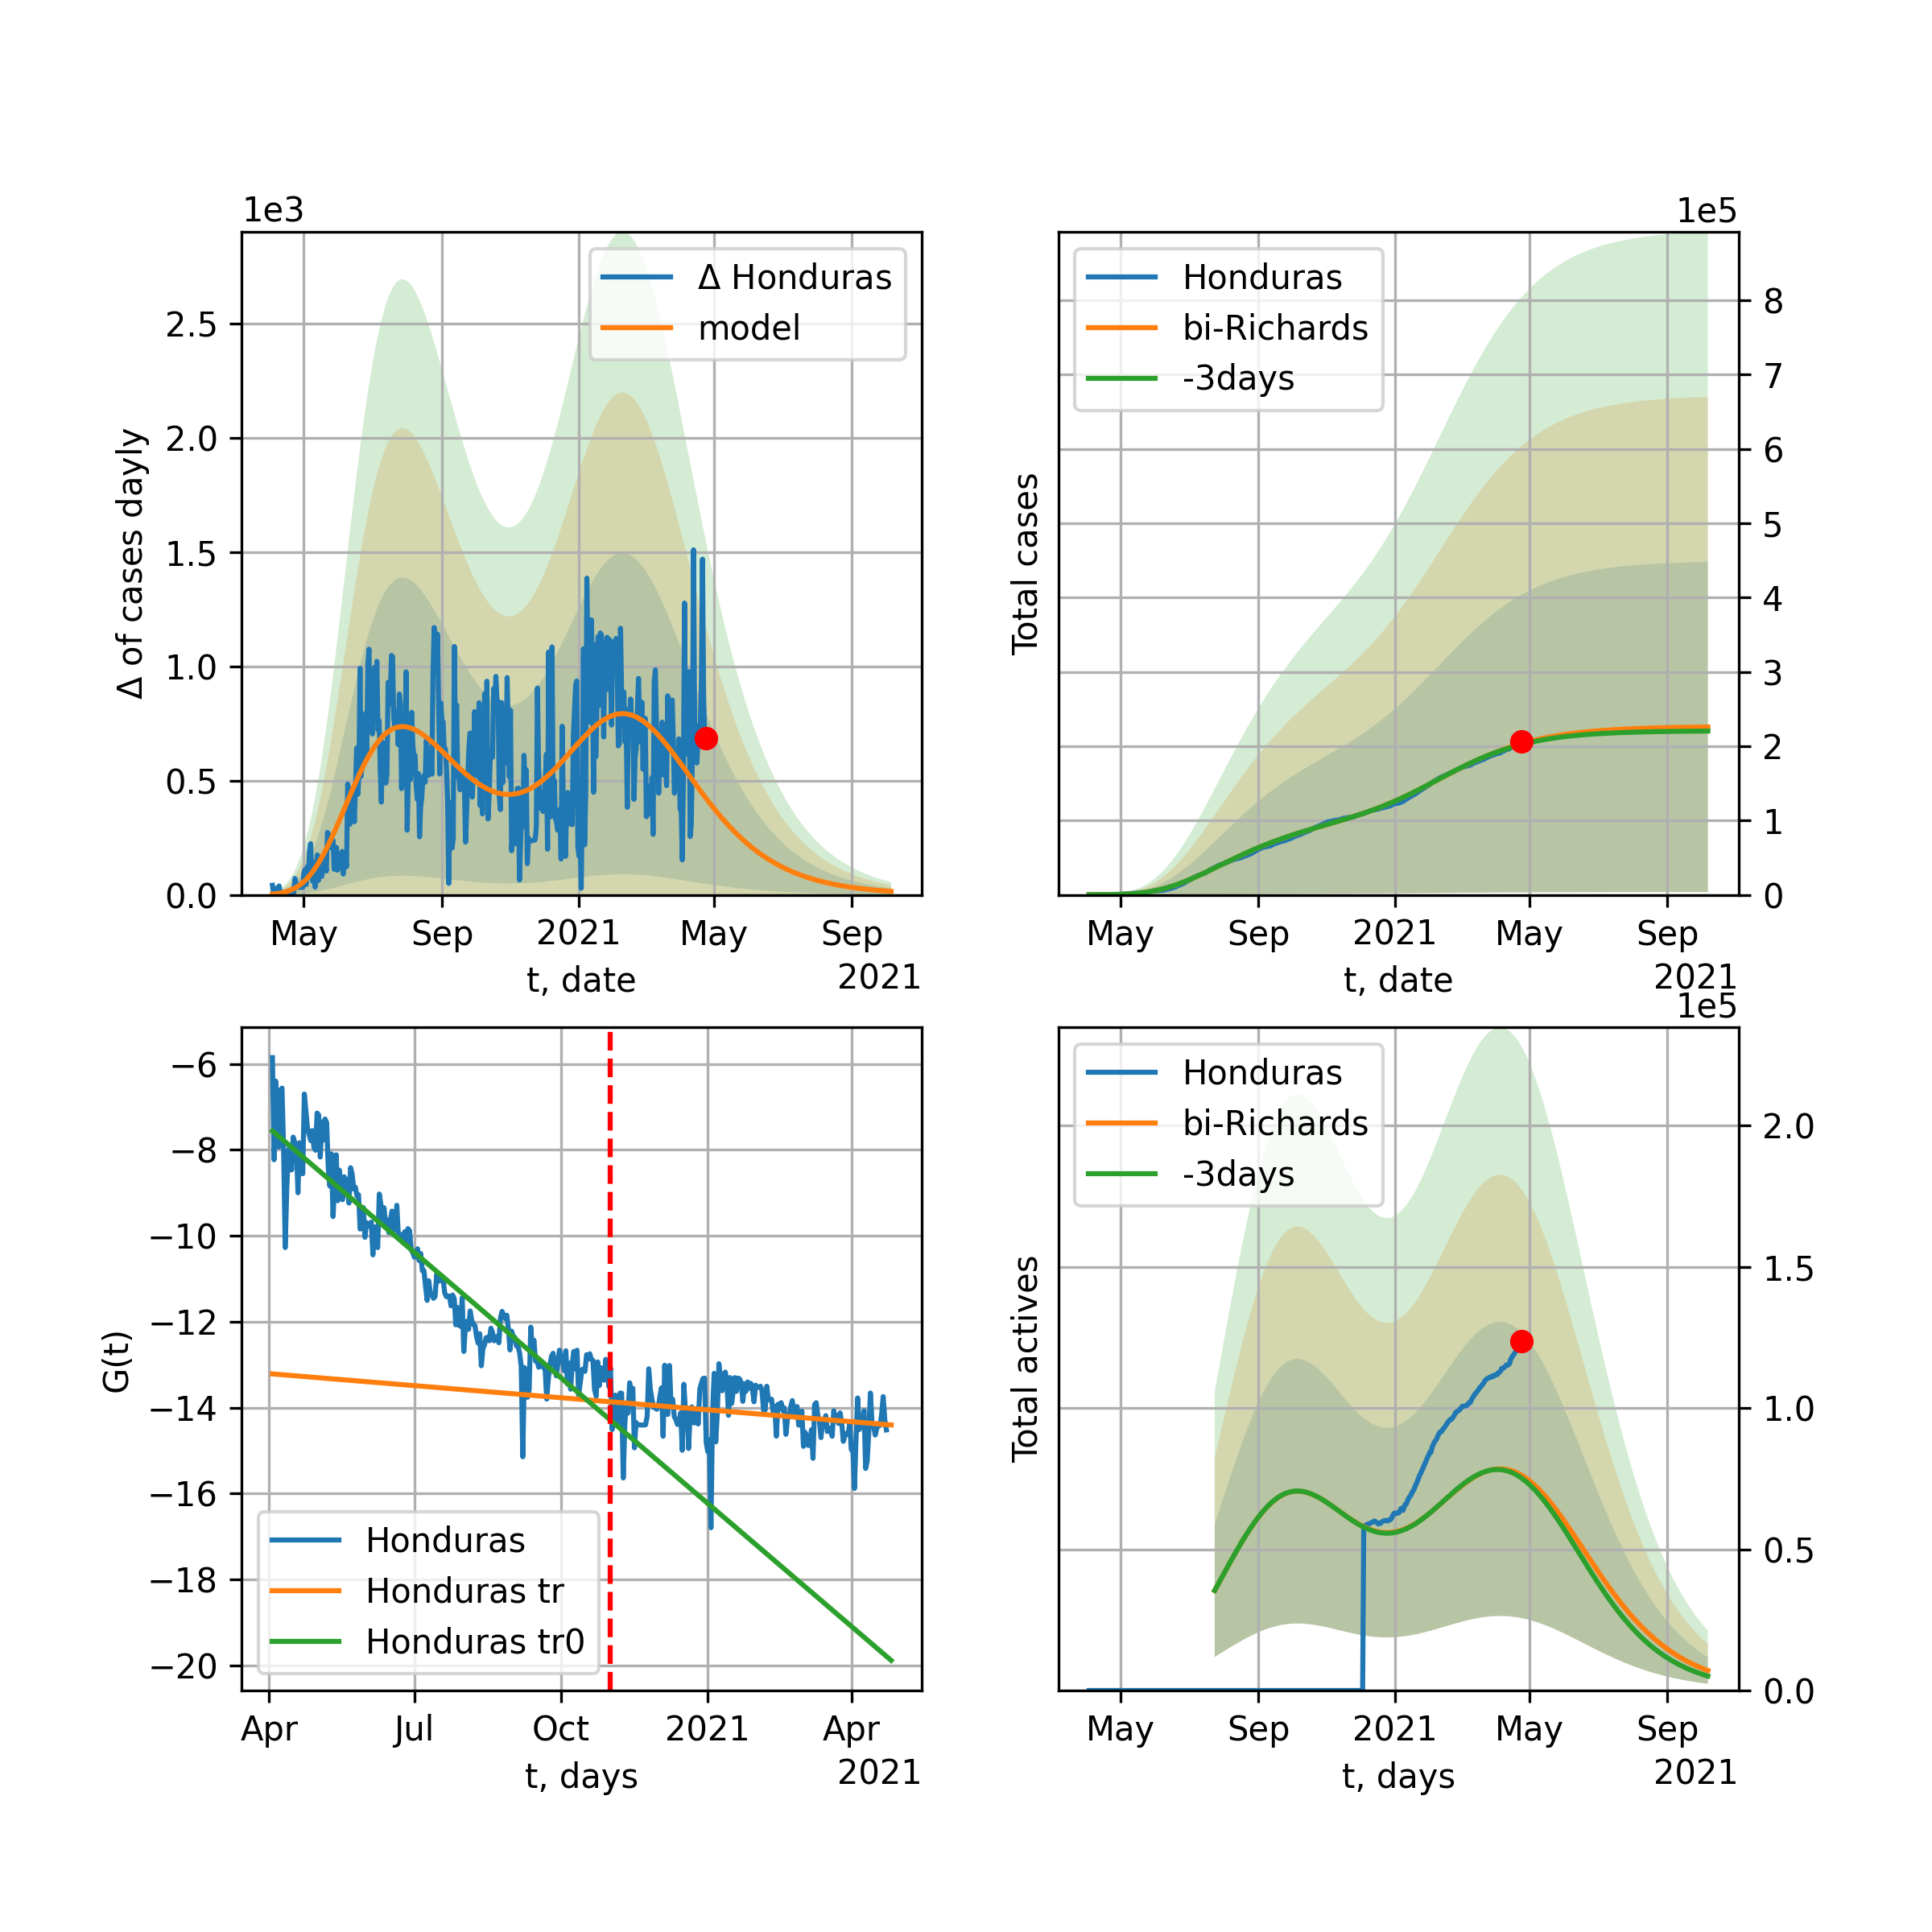 1e3
Δ of cases dayly
2.5
2.0
1.5
1.0
0.5
0.0
Δ Honduras
model
May Sep 2021 May Sep
t, date
2021
1e5
Total cases
Honduras
bi-Richards
-3days
8
7
6
5
4
3
2
1
0
May Sep 2021 May Sep
t, date
2021
G(t)
−6
−8
−10
−12
−14
−16
−18
−20
Honduras
Honduras tr
Honduras tr0
Apr Jul Oct 2021 Apr
t, days
2021
1e5
Total actives
Honduras
bi-Richards
-3days
2.0
1.5
1.0
0.5
0.0
May Sep 2021 May Sep
t, days
2021